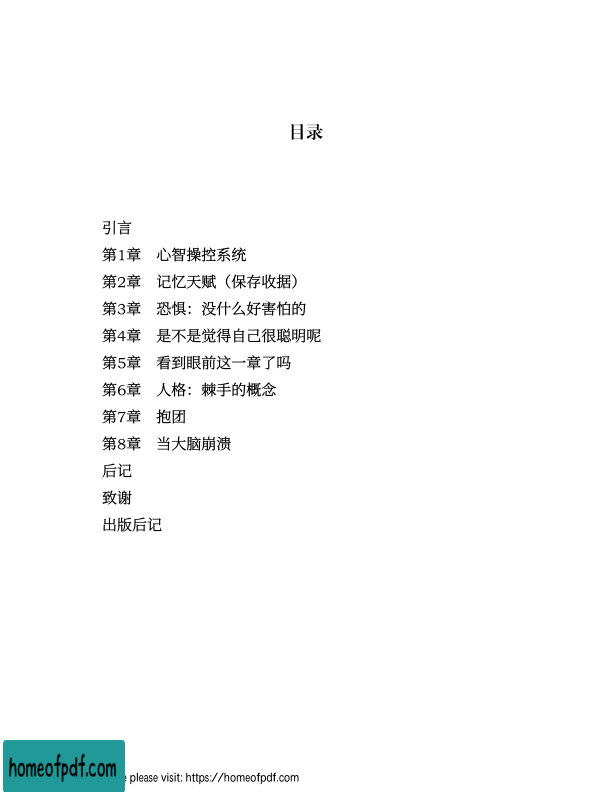 目录
引言
第1章 心智操控系统
第2章 记忆天赋（保存收据）
第3章 恐惧：没什么好害怕的
第4章 是不是觉得自己很聪明呢
第5章 看到眼前这一章了吗
第6章 人格：棘手的概念
第7章 抱团
第8章 当大脑崩溃
后记
致谢
出版后记
homeofpdf.com
e please visit: https://homeofpdf.com